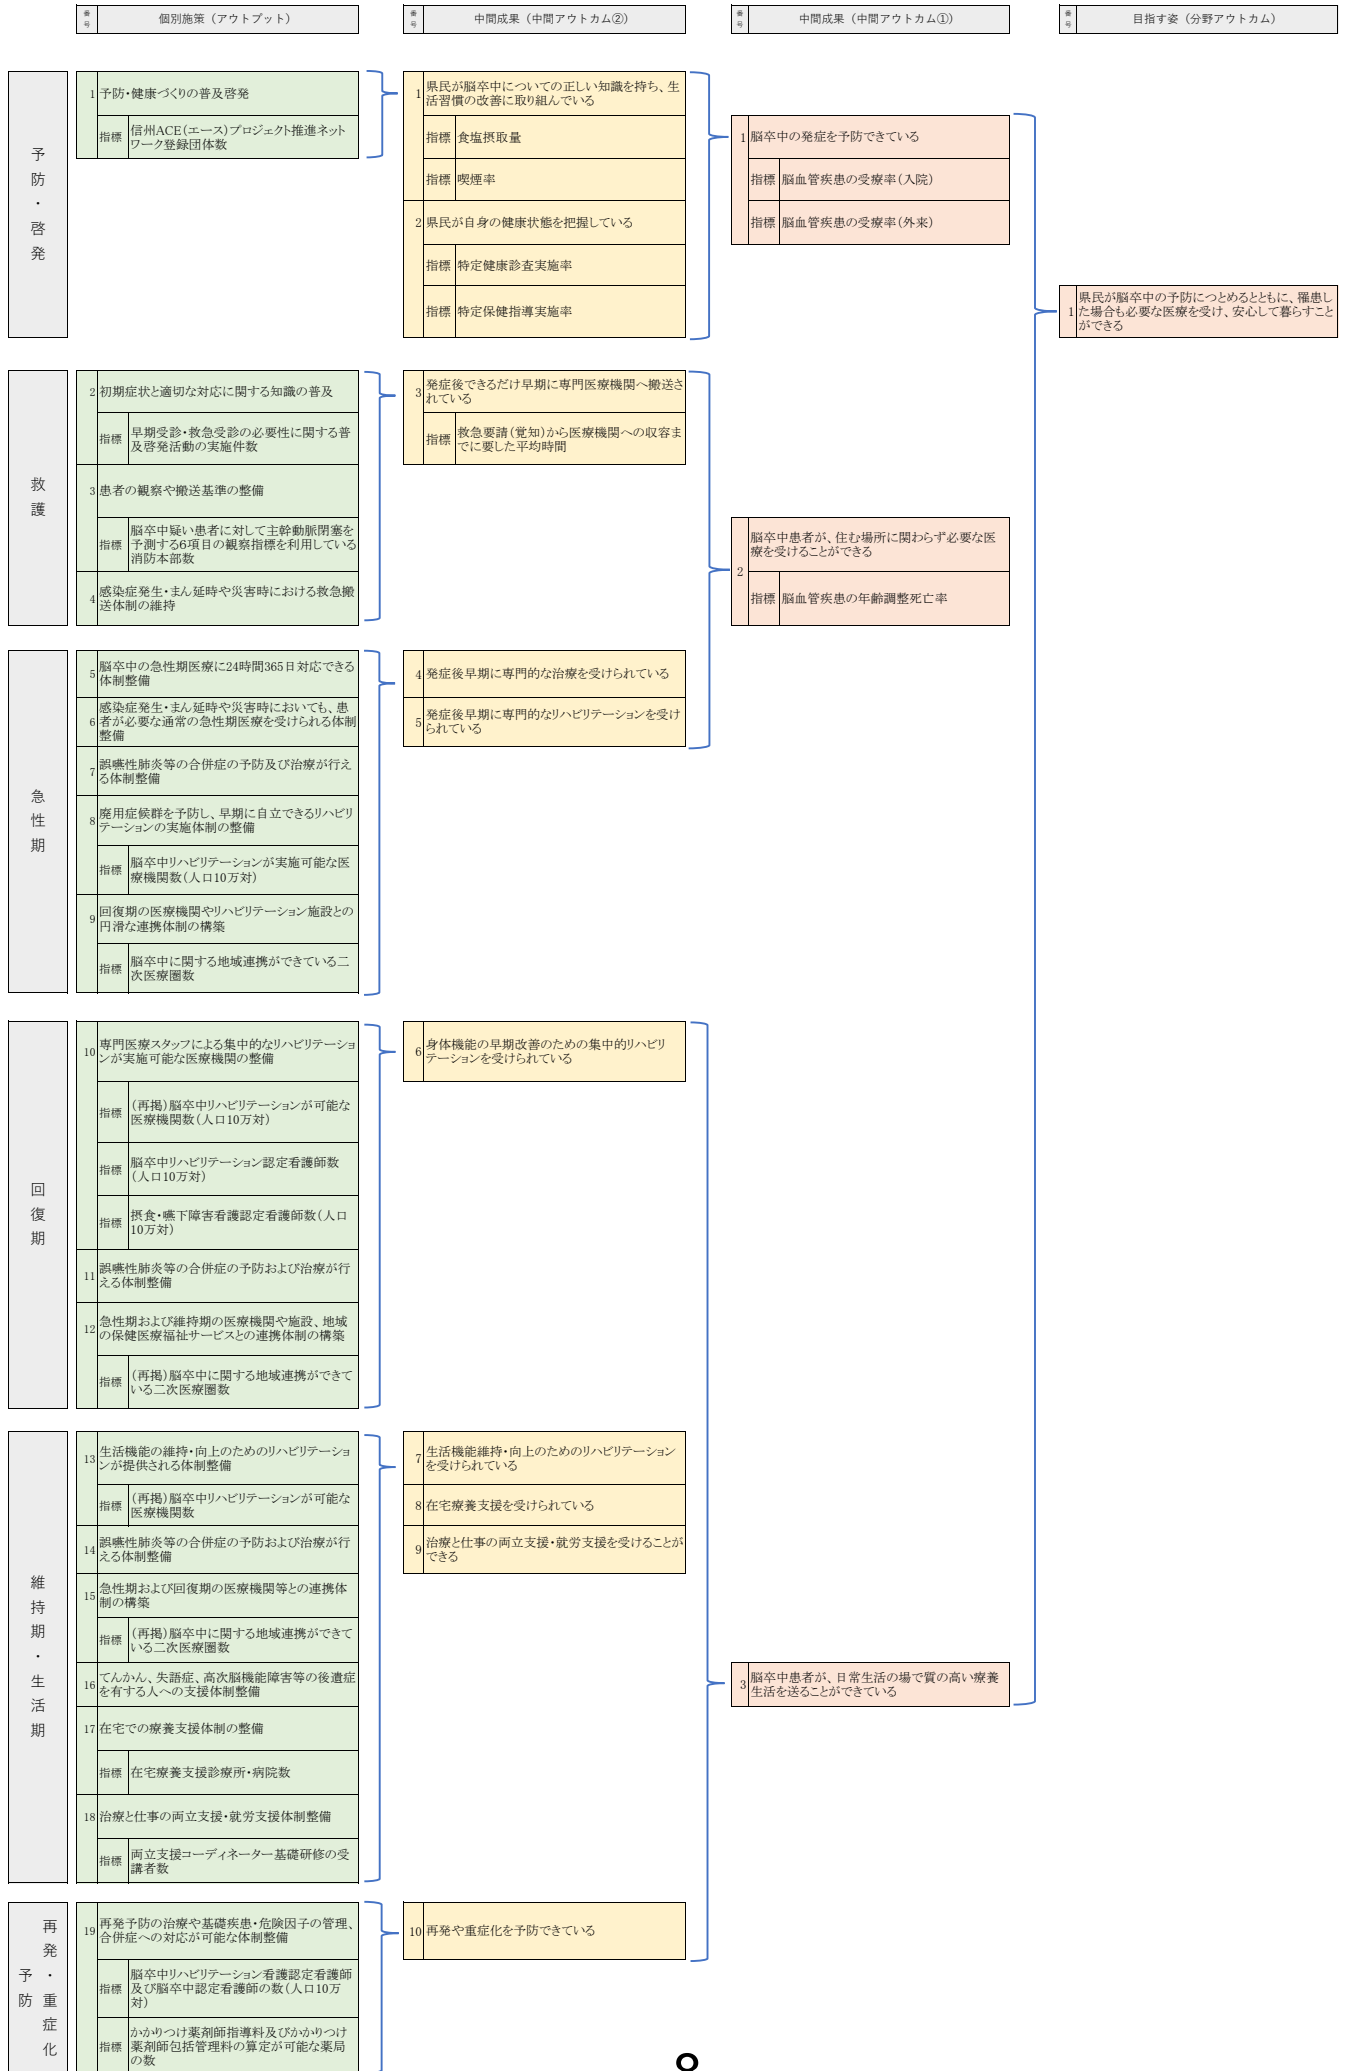 番号
個別施策（アウトプット）
番号
中間成果（中間アウトカム②）
番号
中間成果（中間アウトカム①）
番号
目指す姿（分野アウトカム）
予防・啓発
1
予防・健康づくりの普及啓発
指標
信州ACE(エース)プロジェクト推進ネット
ワーク登録団体数
1
県民が脳卒中についての正しい知識を持ち、生
活習慣の改善に取り組んでいる
指標
食塩摂取量
指標
喫煙率
2
県民が自身の健康状態を把握している
指標
特定健康診査実施率
指標
特定保健指導実施率
1
脳卒中の発症を予防できている
指標
脳血管疾患の受療率(入院)
指標
脳血管疾患の受療率(外来)
1
県民が脳卒中の予防につとめるとともに、罹患し
た場合も必要な医療を受け、安心して暮らすこと
ができる
救護
2
初期症状と適切な対応に関する知識の普及
指標
早期受診・救急受診の必要性に関する普
及啓発活動の実施件数
3
患者の観察や搬送基準の整備
指標
脳卒中疑い患者に対して主幹動脈閉塞を
予測する6項目の観察指標を利用している
消防本部数
4
感染症発生・まん延時や災害時における救急搬
送体制の維持
3
発症後できるだけ早期に専門医療機関へ搬送さ
れている
指標
救急要請(覚知)から医療機関への収容ま
でに要した平均時間
2
脳卒中患者が、住む場所に関わらず必要な医
療を受けることができる
指標
脳血管疾患の年齢調整死亡率
急性期
5
脳卒中の急性期医療に24時間365日対応できる
体制整備
6
感染症発生・まん延時や災害時においても、患
者が必要な通常の急性期医療を受けられる体制
整備
7
誤嚥性肺炎等の合併症の予防及び治療が行え
る体制整備
8
廃用症候群を予防し、早期に自立できるリハビリ
テーションの実施体制の整備
指標
脳卒中リハビリテーションが実施可能な医
療機関数(人口10万対)
9
回復期の医療機関やリハビリテーション施設との
円滑な連携体制の構築
指標
脳卒中に関する地域連携ができている二
次医療圏数
4
発症後早期に専門的な治療を受けられている
5
発症後早期に専門的なリハビリテーションを受け
られている
回復期
10
専門医療スタッフによる集中的なリハビリテーショ
ンが実施可能な医療機関の整備
指標
(再掲)脳卒中リハビリテーションが可能な
医療機関数(人口10万対)
指標
脳卒中リハビリテーション認定看護師数
(人口10万対)
指標
摂食・嚥下障害看護認定看護師数(人口
10万対)
11
誤嚥性肺炎等の合併症の予防および治療が行
える体制整備
12
急性期および維持期の医療機関や施設、地域
の保健医療福祉サービスとの連携体制の構築
指標
(再掲)脳卒中に関する地域連携ができて
いる二次医療圏数
6
身体機能の早期改善のための集中的リハビリ
テーションを受けられている
維持期・生活期
13
生活機能の維持・向上のためのリハビリテーショ
ンが提供される体制整備
指標
(再掲)脳卒中リハビリテーションが可能な
医療機関数
14
誤嚥性肺炎等の合併症の予防および治療が行
える体制整備
15
急性期および回復期の医療機関等との連携体
制の構築
指標
(再掲)脳卒中に関する地域連携ができて
いる二次医療圏数
16
てんかん、失語症、高次脳機能障害等の後遺症
を有する人への支援体制整備
17
在宅での療養支援体制の整備
指標
在宅療養支援診療所・病院数
18
治療と仕事の両立支援・就労支援体制整備
指標
両立支援コーディネーター基礎研修の受
講者数
7
生活機能維持・向上のためのリハビリテーション
を受けられている
8
在宅療養支援を受けられている
9
治療と仕事の両立支援・就労支援を受けることが
できる
3
脳卒中患者が、日常生活の場で質の高い療養
生活を送ることができている
再発・重症化
予防
19
再発予防の治療や基礎疾患・危険因子の管理、
合併症への対応が可能な体制整備
指標
脳卒中リハビリテーション看護認定看護師
及び脳卒中認定看護師の数(人口10万
対)
指標
かかりつけ薬剤師指導料及びかかりつけ
薬剤師包括管理料の算定が可能な薬局
の数
10
再発や重症化を予防できている